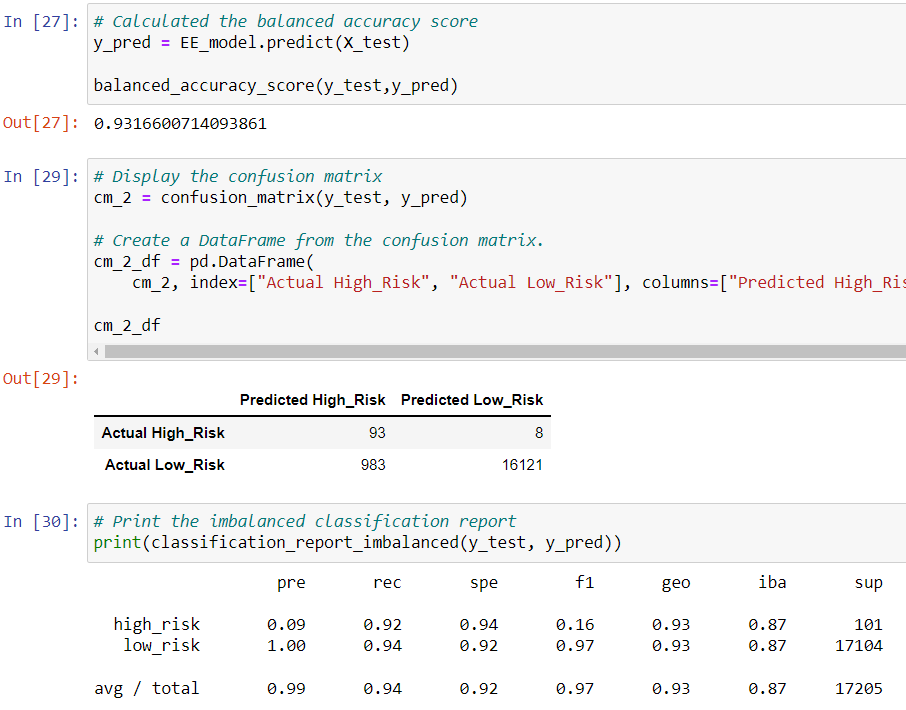 In [27]: # Calculated the balanced accuracy score
y_pred = EE_model.predict(X_test)
balanced_accuracy_score(y_test,y_pred)
Out[27]: 0.9316600714093861
In [29]: # Display the confusion matrix
cm_2 = confusion_matrix(y_test, y_pred)
# Create a DataFrame from the confusion matrix.
cm_2_df = pd.DataFrame(
cm_2, index=["Actual High_Risk", "Actual Low_Risk"], columns=["Predicted High_Ris
cm_2_df
Out[29]:
Predicted High_Risk Predicted Low_Risk
Actual High_Risk 93 8
Actual Low_Risk 983 16121
In [30]: # Print the imbalanced classification report
print(classification_report_imbalanced(y_test, y_pred))
pre rec spe f1 geo iba sup
high_risk 0.09 0.92 0.94 0.16 0.93 0.87 101
low_risk 1.00 0.94 0.92 0.97 0.93 0.87 17104
avg / total 0.99 0.94 0.92 0.97 0.93 0.87 17205